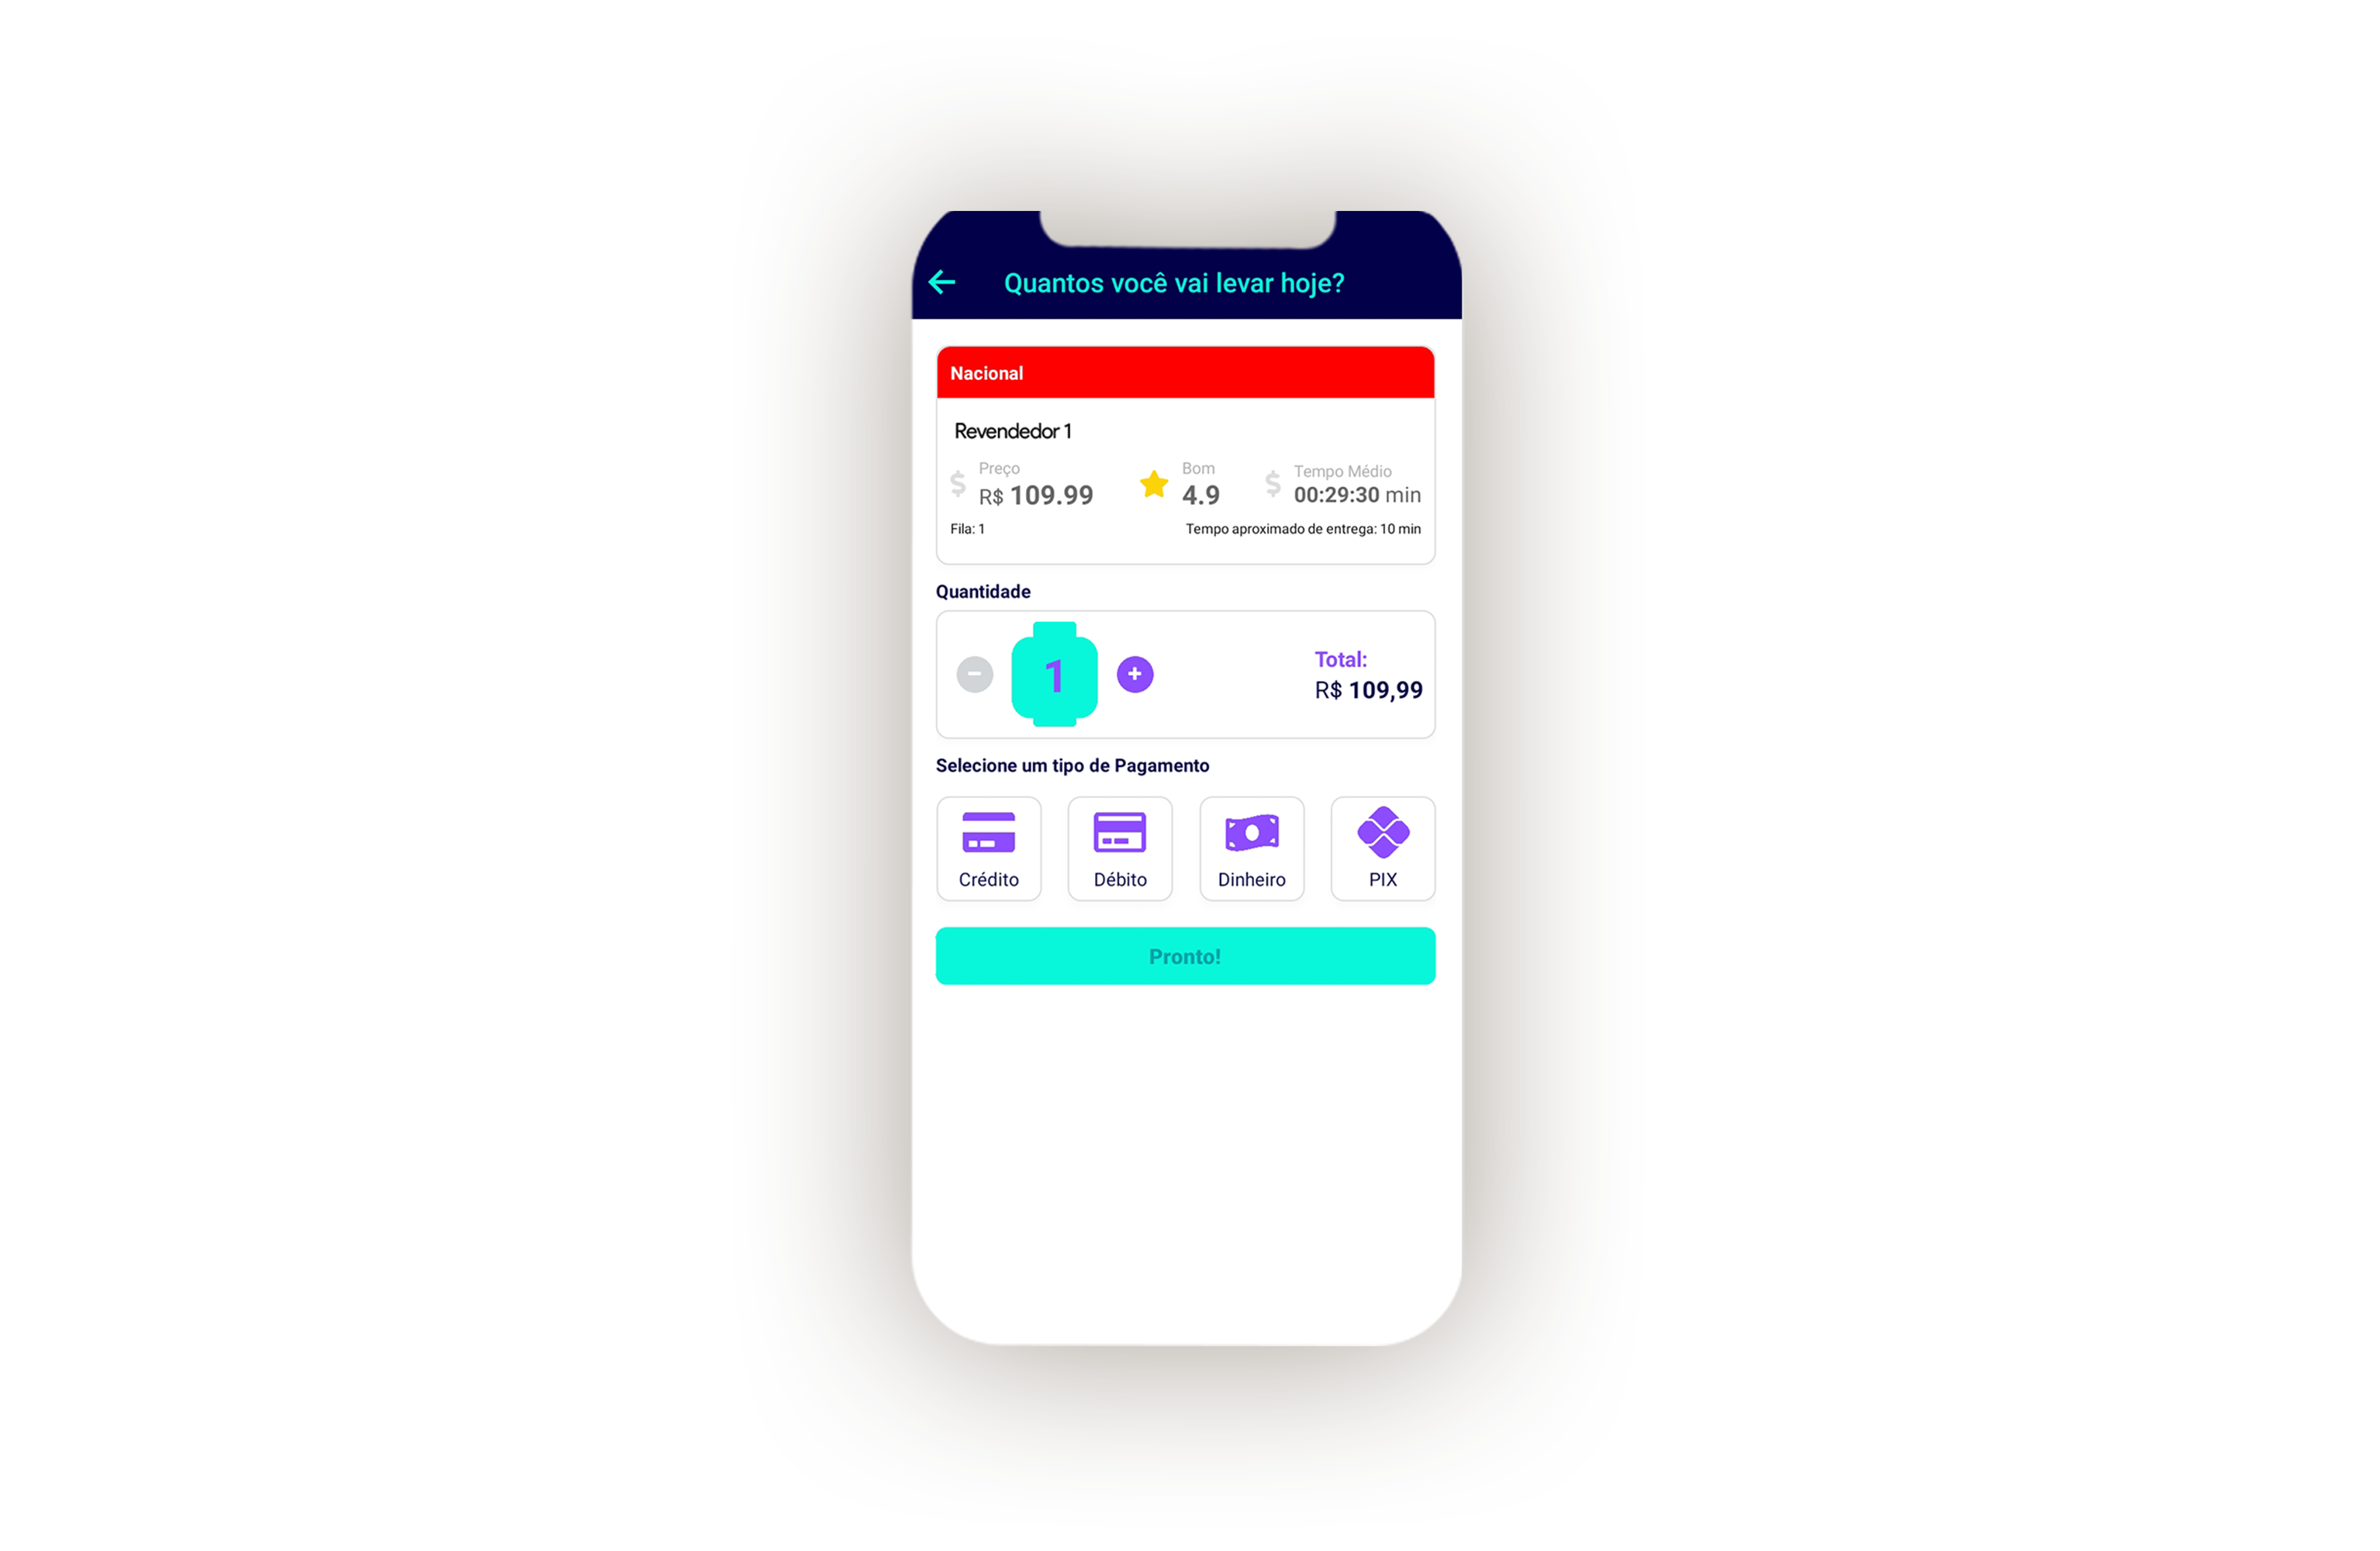 Quantos você vai levar hoje?
Nacional
Revendedor 1
Preço
R$ 109.99
Bom
4.9
Tempo Médio
00:29:30 min
Fila: 1
Tempo aproximado de entrega: 10 min
Quantidade
1
Total:
R$ 109,99
Selecione um tipo de Pagamento
Crédito
Débito
Dinheiro
PIX
Pronto!